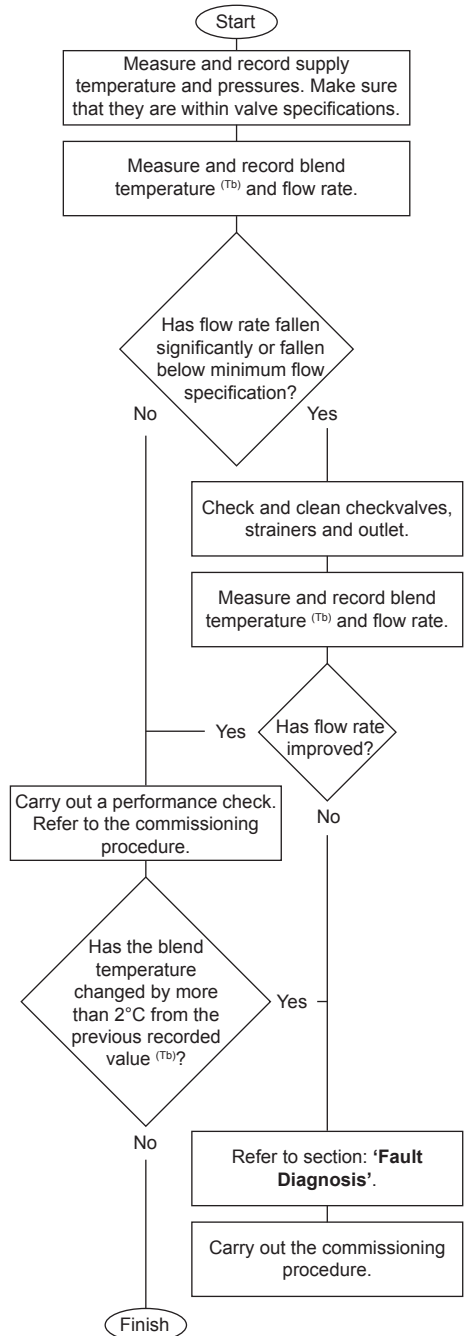 Start
Measure and record supply
temperature and pressures. Make sure
that they are within valve specifications.
Measure and record blend
temperature (Tb) and flow rate.
Has flow rate fallen
significantly or fallen
below minimum flow
specification?
No
Yes
Check and clean checkvalves,
strainers and outlet.
Measure and record blend
temperature (Tb) and flow rate.
Has flow rate
improved?
Yes
No
Carry out a performance check.
Refer to the commissioning
procedure.
Has the blend
temperature
changed by more
than 2°C from the
previous recorded
value (Tb)?
Yes
No
Refer to section: ‘Fault
Diagnosis’.
Carry out the commissioning
procedure.
Finish